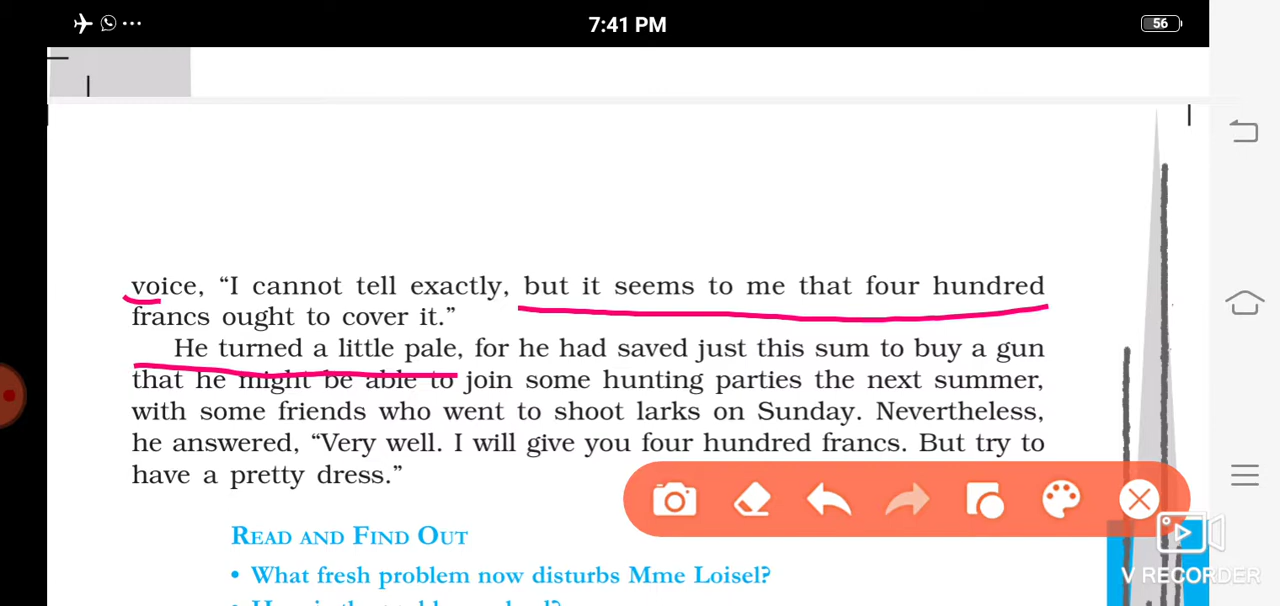 7:41 PM
56
voice, “I cannot tell exactly, but it seems to me that four hundred
francs ought to cover it.”
He turned a little pale, for he had saved just this sum to buy a gun
that he might be able to join some hunting parties the next summer,
with some friends who went to shoot larks on Sunday. Nevertheless,
he answered, “Very well. I will give you four hundred francs. But try to
have a pretty dress.”
READ AND FIND OUT
• What fresh problem now disturbs Mme Loisel?
V RECORDER